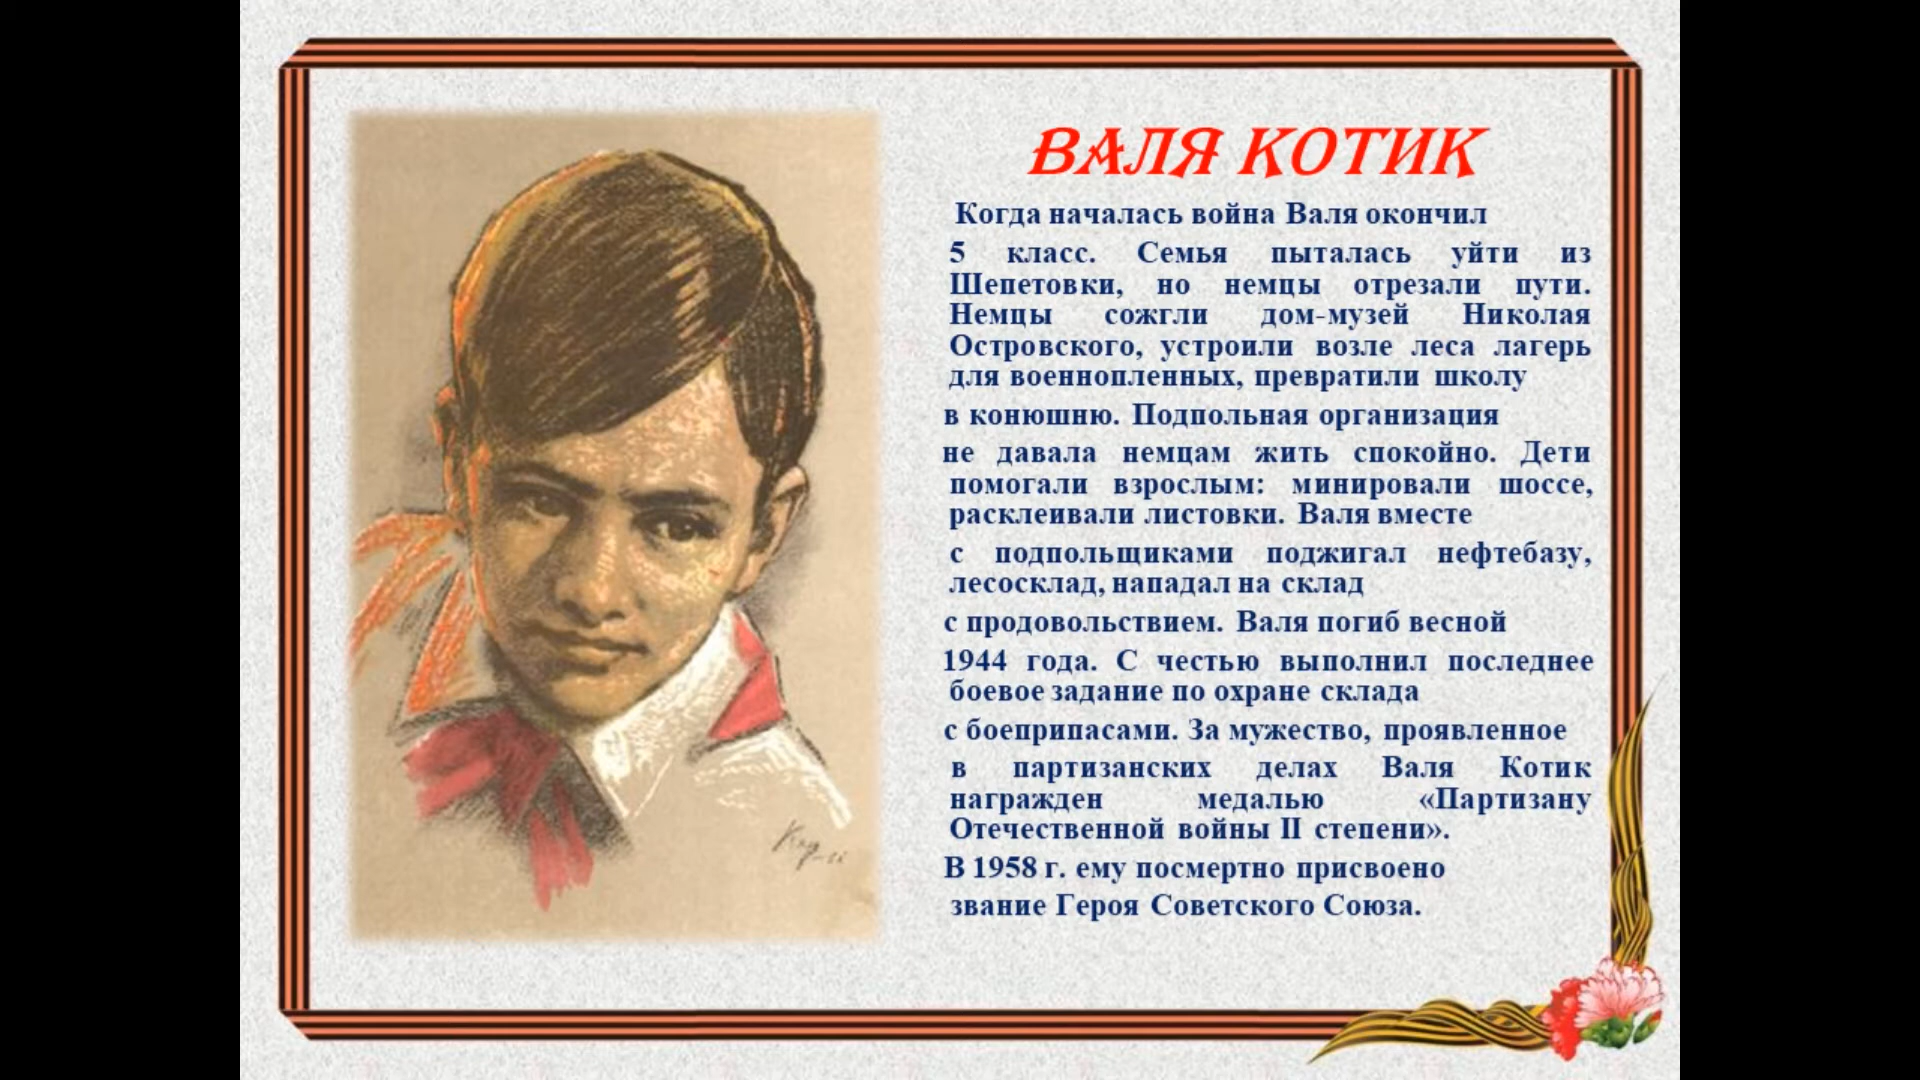 ВАЛЯ КОТИК
Когда началась война Валя окончил
5 класс. Семья пыталась уйти из
Шепетовки, но немцы отрезали пути.
Немцы сожгли дом-музей Николая
Островского, устроили возле леса лагерь
для военнопленных, превратили школу
в конюшню. Подпольная организация
не давала немцам жить спокойно. Дети
помогали взрослым: минировали шоссе,
расклеивали листовки. Валя вместе
с подпольщиками поджигал нефтебазу,
лесосклад, нападал на склад
с продовольствием. Валя погиб весной
1944 года. С честью выполнил последнее
боевое задание по охране склада
с боеприпасами. За мужество, проявленное
в партизанских делах Валя Котик
награжден медалью «Партизану
Отечественной войны II степени».
В 1958 г. ему посмертно присвоено
звание Героя Советского Союза.